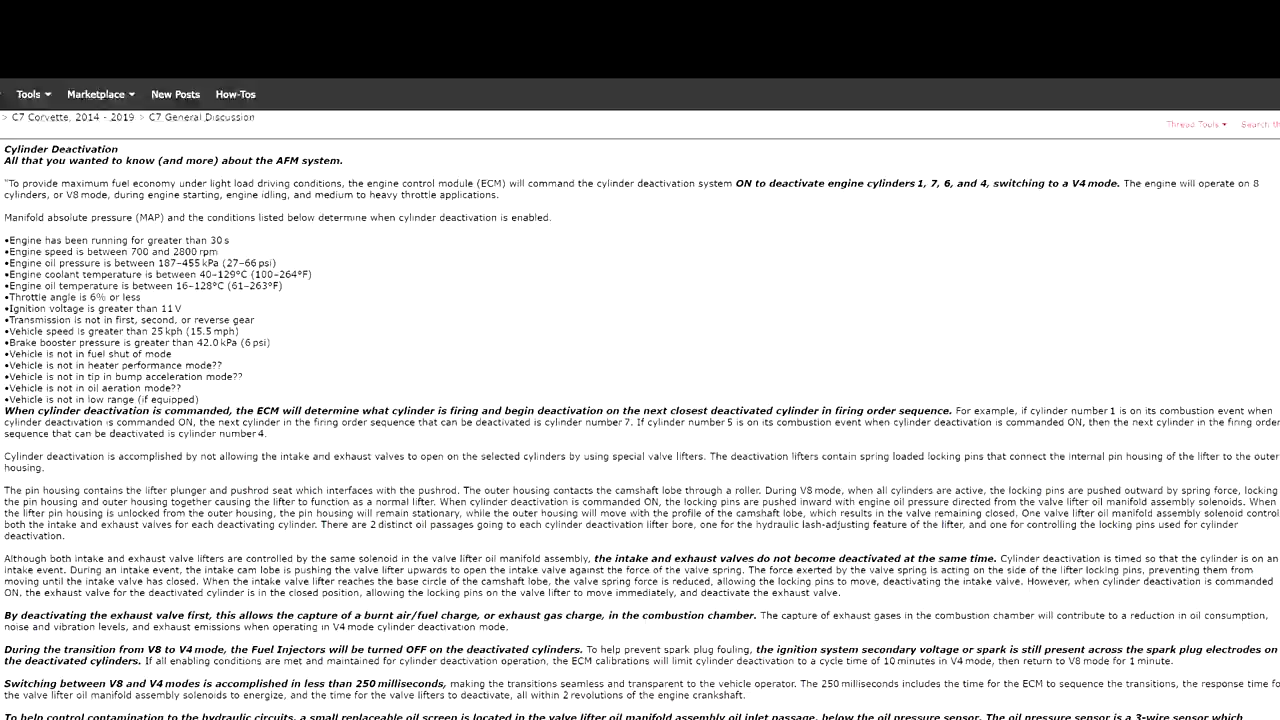 Tools Marketplace New Posts How-Tos
> C7 Corvette, 2014 - 2019 > C7 General Discussion
Thread Tools Search
Cylinder Deactivation
All that you wanted to know (and more) about the AFM system.
"To provide maximum fuel economy under light load driving conditions, the engine control module (ECM) will command the cylinder deactivation system ON to deactivate engine cylinders 1, 7, 6, and 4, switching to a V4 mode. The engine will operate on 8
cylinders, or V8 mode, during engine starting, engine idling, and medium to heavy throttle applications.
Manifold absolute pressure (MAP) and the conditions listed below determine when cylinder deactivation is enabled.
•Engine has been running for greater than 30 s
•Engine speed is between 700 and 2800 rpm
•Engine oil pressure is between 187–455 kPa (27–66 psi)
•Engine coolant temperature is between 40–129°C (100–264°F)
•Engine oil temperature is between 16–128°C (61–263°F)
•Throttle angle is 6% or less
•Ignition voltage is greater than 11 V
•Transmission is not in first, second, or reverse gear
•Vehicle speed is greater than 25 kph (15.5 mph)
•Brake booster pressure is greater than 42.0 kPa (6 psi)
•Vehicle is not in fuel shut of mode
•Vehicle is not in heater performance mode??
•Vehicle is not in tip in bump acceleration mode??
•Vehicle is not in oil aeration mode??
•Vehicle is not in low range (if equipped)
When cylinder deactivation is commanded, the ECM will determine what cylinder is firing and begin deactivation on the next closest deactivated cylinder in firing order sequence. For example, if cylinder number 1 is on its combustion event when
cylinder deactivation is commanded ON, the next cylinder in the firing order sequence that can be deactivated is cylinder number 7. If cylinder number 5 is on its combustion event when cylinder deactivation is commanded ON, then the next cylinder in the firing order
sequence that can be deactivated is cylinder number 4.
Cylinder deactivation is accomplished by not allowing the intake and exhaust valves to open on the selected cylinders by using special valve lifters. The deactivation lifters contain spring loaded locking pins that connect the internal pin housing of the lifter to the outer
housing.
The pin housing contains the lifter plunger and pushrod seat which interfaces with the pushrod. The outer housing contacts the camshaft lobe through a roller. During V8 mode, when all cylinders are active, the locking pins are pushed outward by spring force, locking
the pin housing and outer housing together causing the lifter to function as a normal lifter. When cylinder deactivation is commanded ON, the locking pins are pushed inward with engine oil pressure directed from the valve lifter oil manifold assembly solenoids. When
the lifter pin housing is unlocked from the outer housing, the pin housing will remain stationary, while the outer housing will move with the profile of the camshaft lobe, which results in the valve remaining closed. One valve lifter oil manifold assembly solenoid control
both the intake and exhaust valves for each deactivating cylinder. There are 2 distinct oil passages going to each cylinder deactivation lifter bore, one for the hydraulic lash-adjusting feature of the lifter, and one for controlling the locking pins used for cylinder
deactivation.
Although both intake and exhaust valve lifters are controlled by the same solenoid in the valve lifter oil manifold assembly, the intake and exhaust valves do not become deactivated at the same time. Cylinder deactivation is timed so that the cylinder is on an
intake event. During an intake event, the intake cam lobe is pushing the valve lifter upwards to open the intake valve against the force of the valve spring. The force exerted by the valve spring is acting on the side of the lifter locking pins, preventing them from
moving until the intake valve has closed. When the intake valve lifter reaches the base circle of the camshaft lobe, the valve spring force is reduced, allowing the locking pins to move, deactivating the intake valve. However, when cylinder deactivation is commanded
ON, the exhaust valve for the deactivated cylinder is in the closed position, allowing the locking pins on the valve lifter to move immediately, and deactivate the exhaust valve.
By deactivating the exhaust valve first, this allows the capture of a burnt air/fuel charge, or exhaust gas charge, in the combustion chamber. The capture of exhaust gases in the combustion chamber will contribute to a reduction in oil consumption,
noise and vibration levels, and exhaust emissions when operating in V4 mode cylinder deactivation mode.
During the transition from V8 to V4 mode, the Fuel Injectors will be turned OFF on the deactivated cylinders. To help prevent spark plug fouling, the ignition system secondary voltage or spark is still present across the spark plug electrodes on
the deactivated cylinders. If all enabling conditions are met and maintained for cylinder deactivation operation, the ECM calibrations will limit cylinder deactivation to a cycle time of 10 minutes in V4 mode, then return to V8 mode for 1 minute.
Switching between V8 and V4 modes is accomplished in less than 250 milliseconds, making the transitions seamless and transparent to the vehicle operator. The 250 milliseconds includes the time for the ECM to sequence the transitions, the response time fo
the valve lifter oil manifold assembly solenoids to energize, and the time for the valve lifters to deactivate, all within 2 revolutions of the engine crankshaft.
To help control contamination to the hydraulic circuits, a small replaceable oil screen is located in the valve lifter oil manifold assembly oil inlet passage, below the oil pressure sensor. The oil pressure sensor is a 3-wire sensor which